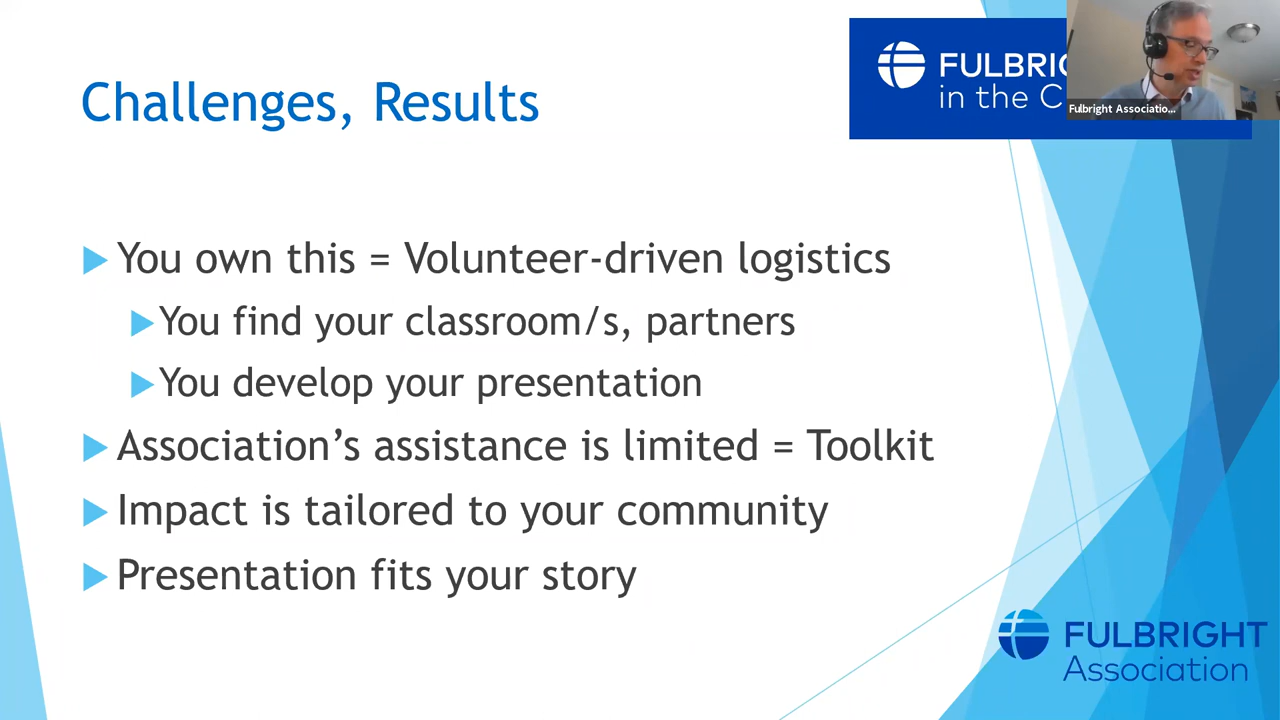 Challenges, Results
FULBRIG
in the C
Fulbright Associatio...
You own this = Volunteer-driven logistics
You find your classroom/s, partners
You develop your presentation
Association’s assistance is limited = Toolkit
Impact is tailored to your community
Presentation fits your story
FULBRIGHT
Association